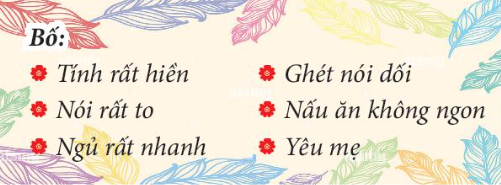 Bố:
Tính rất hiền
Nói rất to
Ngủ rất nhanh
Ghét nói dối
Nấu ăn không ngon
Yêu mẹ